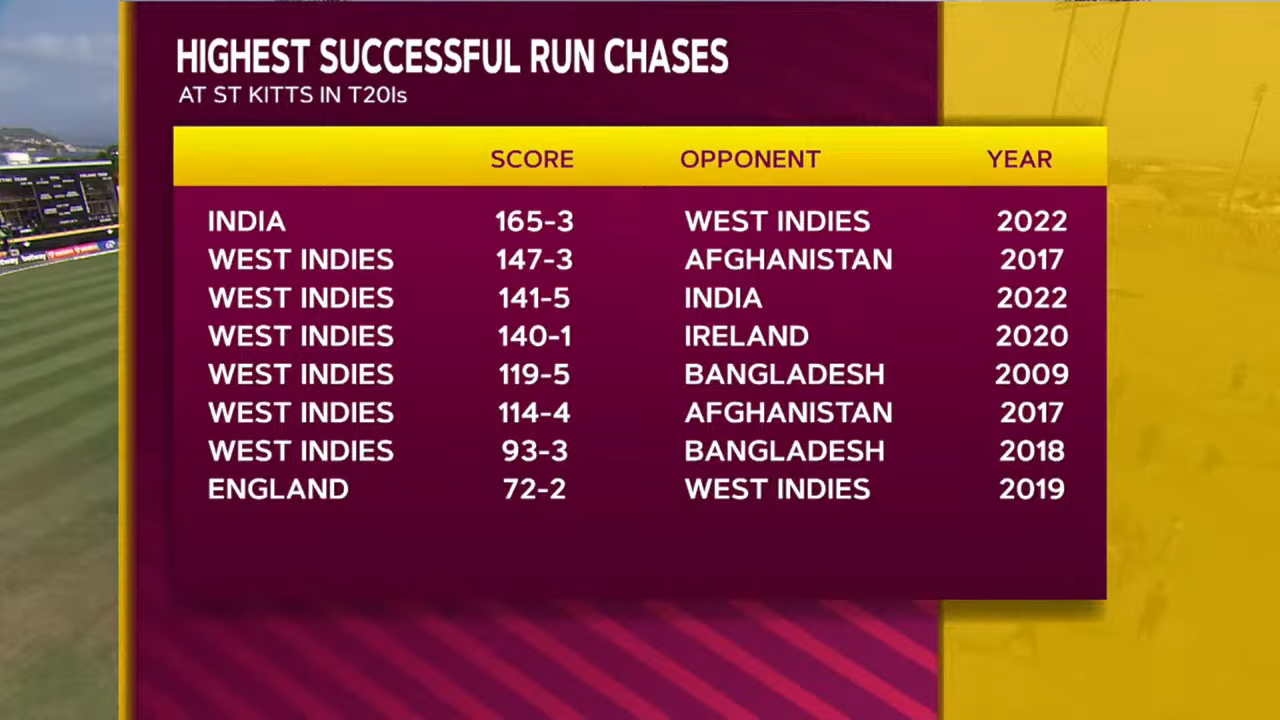 HIGHEST SUCCESSFUL RUN CHASES
AT ST KITTS IN T20Is
SCORE OPPONENT YEAR
INDIA 165-3 WEST INDIES 2022
WEST INDIES 147-3 AFGHANISTAN 2017
WEST INDIES 141-5 INDIA 2022
WEST INDIES 140-1 IRELAND 2020
WEST INDIES 119-5 BANGLADESH 2009
WEST INDIES 114-4 AFGHANISTAN 2017
WEST INDIES 93-3 BANGLADESH 2018
ENGLAND 72-2 WEST INDIES 2019